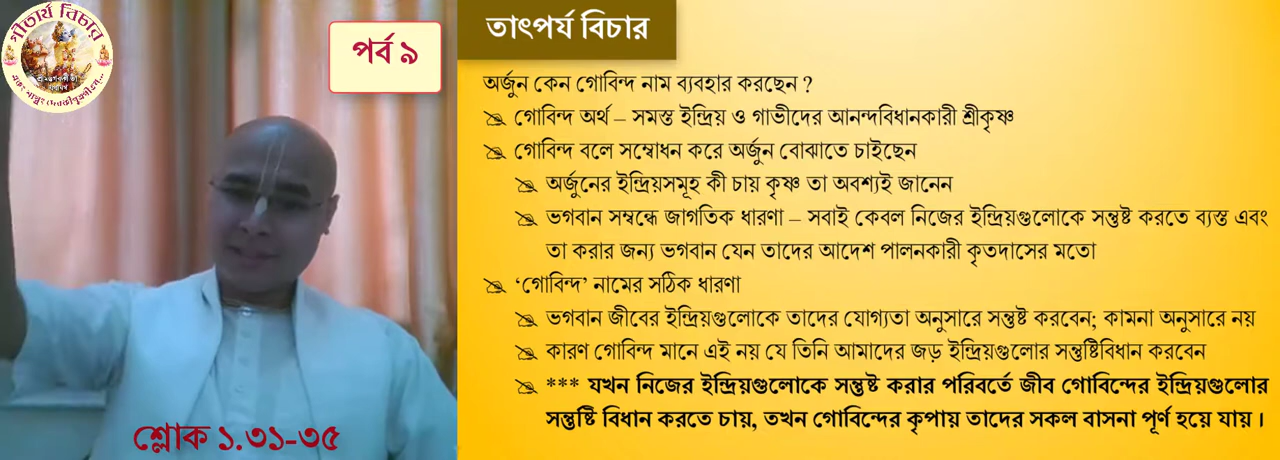 গীতার্থ বিচার
পর্ব ৯
শ্লোক ১.৩১-৩৫
তাৎপর্য বিচার
অর্জুন কেন গোবিন্দ নাম ব্যবহার করছেন ?
গোবিন্দ অর্থ – সমস্ত ইন্দ্রিয় ও গাভীদের আনন্দবিধানকারী শ্রীকৃষ্ণ
গোবিন্দ বলে সম্বোধন করে অর্জুন বোঝাতে চাইছেন
অর্জুনের ইন্দ্রিয়সমূহ কী চায় কৃষ্ণ তা অবশ্যই জানেন
ভগবান সম্বন্ধে জাগতিক ধারণা – সবাই কেবল নিজের ইন্দ্রিয়গুলোকে সন্তুষ্ট করতে ব্যস্ত এবং
তা করার জন্য ভগবান যেন তাদের আদেশ পালনকারী কৃতদাসের মতো
‘গোবিন্দ’ নামের সঠিক ধারণা
ভগবান জীবের ইন্দ্রিয়গুলোকে তাদের যোগ্যতা অনুসারে সন্তুষ্ট করবেন; কামনা অনুসারে নয়
কারণ গোবিন্দ মানে এই নয় যে তিনি আমাদের জড় ইন্দ্রিয়গুলোর সন্তুষ্টিবিধান করবেন
*** যখন নিজের ইন্দ্রিয়গুলোকে সন্তুষ্ট করার পরিবর্তে জীব গোবিন্দের ইন্দ্রিয়গুলোর
সন্তুষ্টি বিধান করতে চায়, তখন গোবিন্দের কৃপায় তাদের সকল বাসনা পূর্ণ হয়ে যায়।